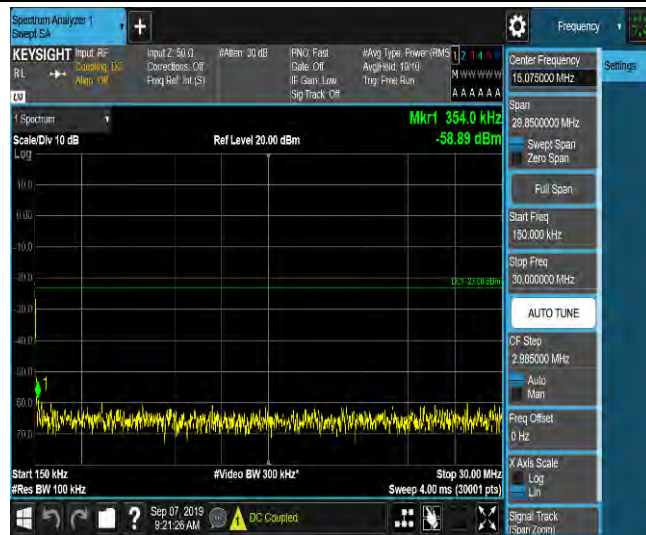 Spectrum Analyzer 1
Swept SA
Frequency
KEYSIGHT
RL
Input: RF
Coupling: DC
Align: Off
Input Z: 50 Ω
Corrections: Off
Freq Ref: Int (S)
#Atten: 30 dB
PNO: Fast
Gate: Off
IF Gain: Low
Sig Track: Off
#Avg Type: Power (RMS
Avg|Hold: 10/10
Trig: Free Run
M W W W W W
A A A A A A
Settings
1 Spectrum
Scale/Div 10 dB
Log
Ref Level 20.00 dBm
Mkr1 354.0 kHz
-58.89 dBm
10.0
0.00
-10.0
-20.0
-30.0
-40.0
-50.0
-60.0
-70.0
DL1 -23.00 dBm
1
Start 150 kHz
#Res BW 100 kHz
#Video BW 300 kHz*
Stop 30.00 MHz
Sweep 4.00 ms (30001 pts)
Center Frequency
15.075000 MHz
Span
29.8500000 MHz
Swept Span
Zero Span
Full Span
Start Freq
150.000 kHz
Stop Freq
30.000000 MHz
AUTO TUNE
CF Step
2.985000 MHz
Auto
Man
Freq Offset
0 Hz
X Axis Scale
Log
Lin
Signal Track
(Span Zoom)
Sep 07, 2019
9:21:26 AM
DC Coupled